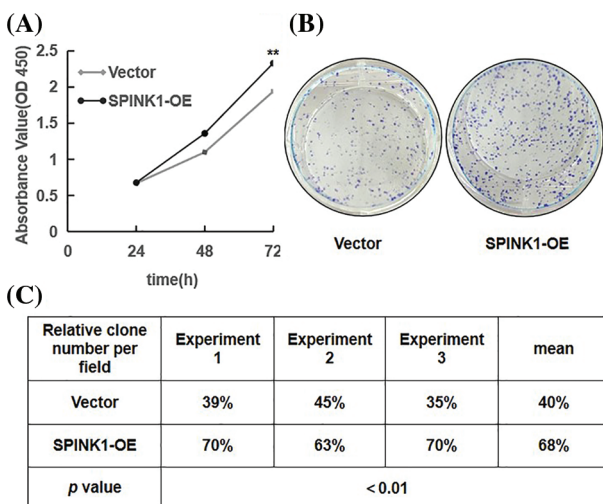 (A)
(B)
Absorbance Value(OD 450)
2.5
2
1.5
1
0.5
0
**
Vector
SPINK1-OE
0
24
48
72
time(h)
Vector
SPINK1-OE
(C)
Relative clone
number per
field
Experiment
1
Experiment
2
Experiment
3
mean
Vector
39%
45%
35%
40%
SPINK1-OE
70%
63%
70%
68%
p value
< 0.01